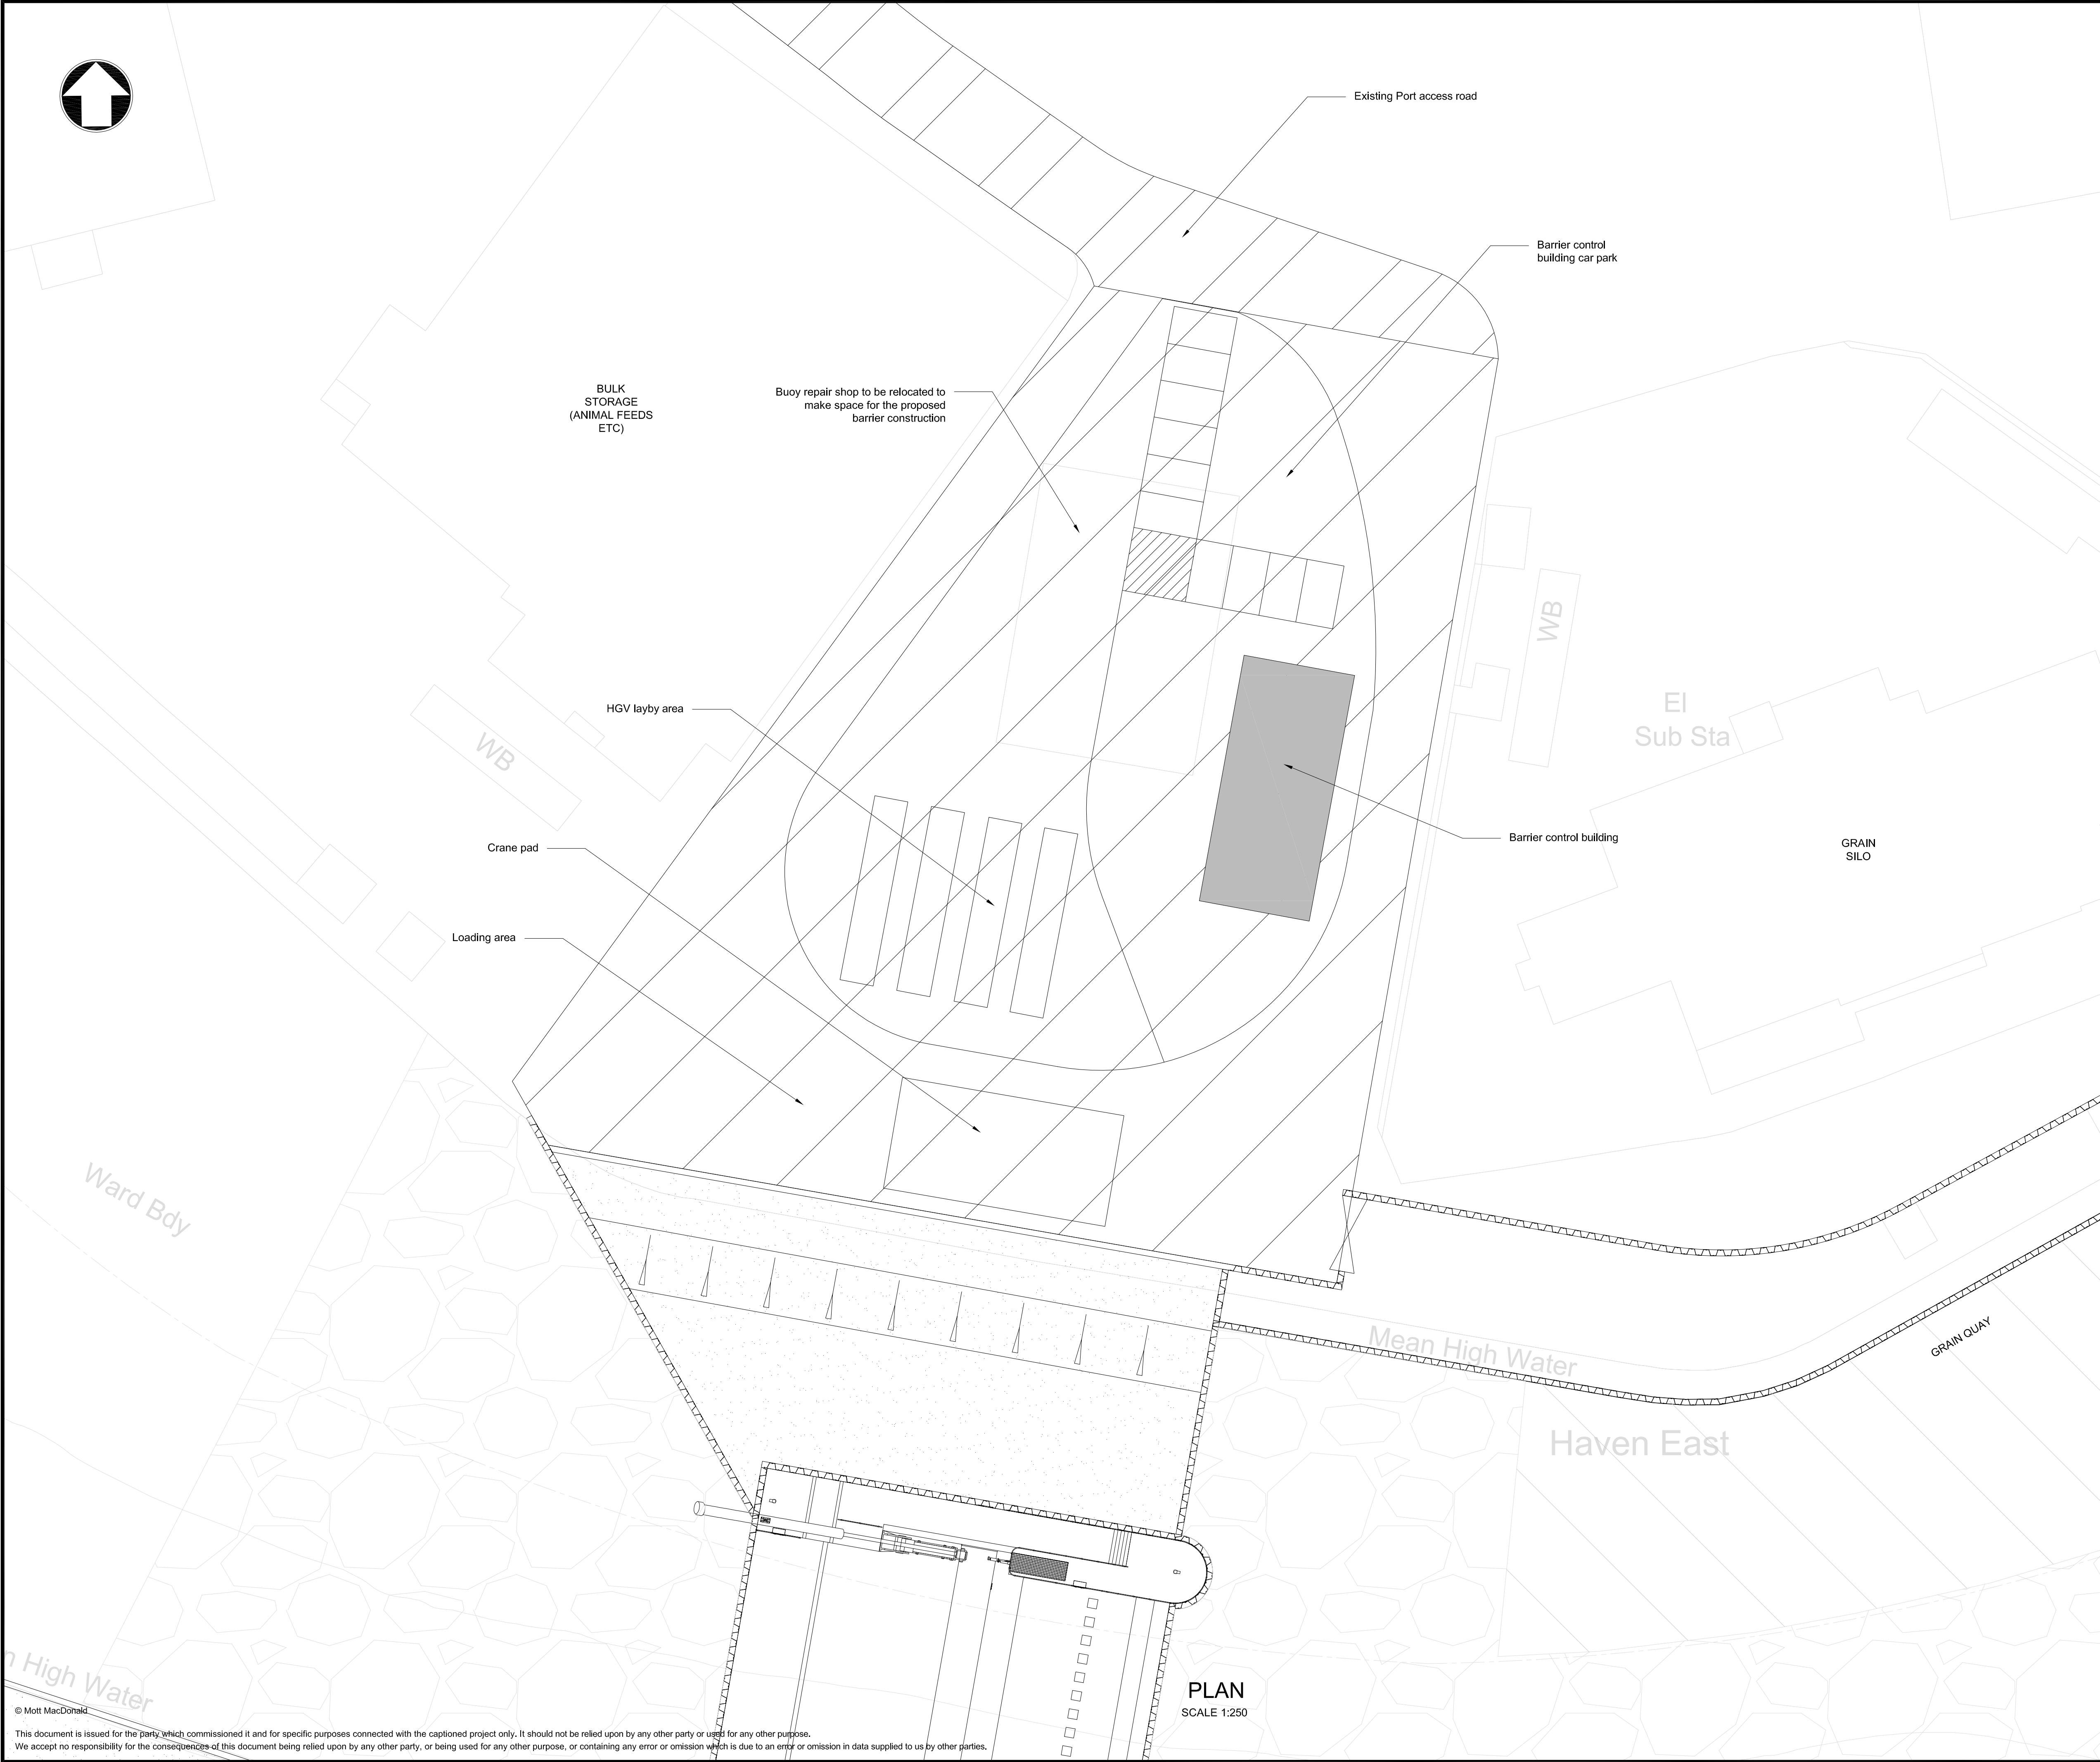 Existing Port access road
Barrier control
building car park
BULK
STORAGE
(ANIMAL FEEDS
ETC)
Buoy repair shop to be relocated to
make space for the proposed
barrier construction
WB
HGV layby area
El
Sub Sta
WB
Crane pad
Barrier control building
GRAIN
SILO
Loading area
Ward Bdy
Mean High Water
GRAIN QUAY
Haven East
n High Water
PLAN
SCALE 1:250
© Mott MacDonald
This document is issued for the party which commissioned it and for specific purposes connected with the captioned project only. It should not be relied upon by any other party or used for any other purpose.
We accept no responsibility for the consequences of this document being relied upon by any other party, or being used for any other purpose, or containing any error or omission which is due to an error or omission in data supplied to us by other parties.